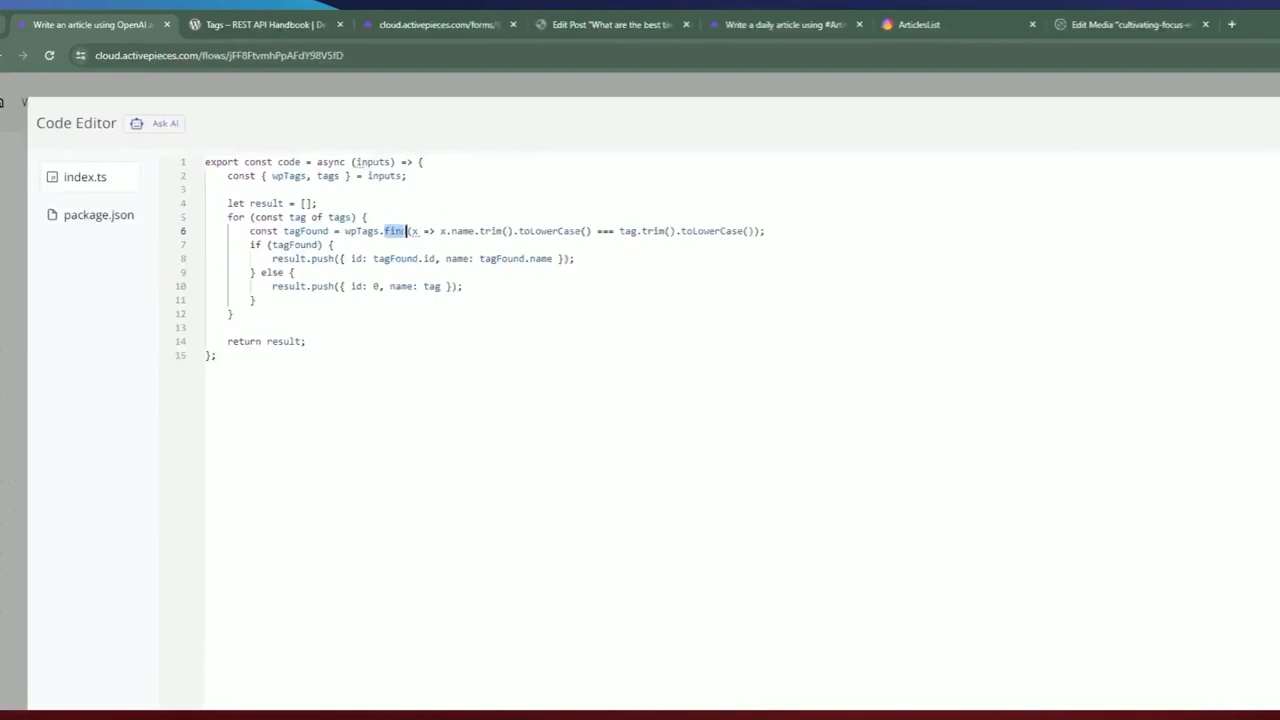 Write an article using OpenAI a
Tags – REST API Handbook | De
cloud.activepieces.com/forms/
Edit Post "What are the best ti
Write a daily article using #Arti
ArticlesList
Edit Media "cultivating-focus-
cloud.activepieces.com/flows/jFF8FtvmhPpAFdY98VSfD
Code Editor
Ask AI
index.ts
package.json
1 export const code = async (inputs) => {
2 const { wpTags, tags } = inputs;
3
4 let result = [];
5 for (const tag of tags) {
6 const tagFound = wpTags.find(x => x.name.trim().toLowerCase() === tag.trim().toLowerCase());
7 if (tagFound) {
8 result.push({ id: tagFound.id, name: tagFound.name });
9 } else {
10 result.push({ id: 0, name: tag });
11 }
12 }
13
14 return result;
15 };